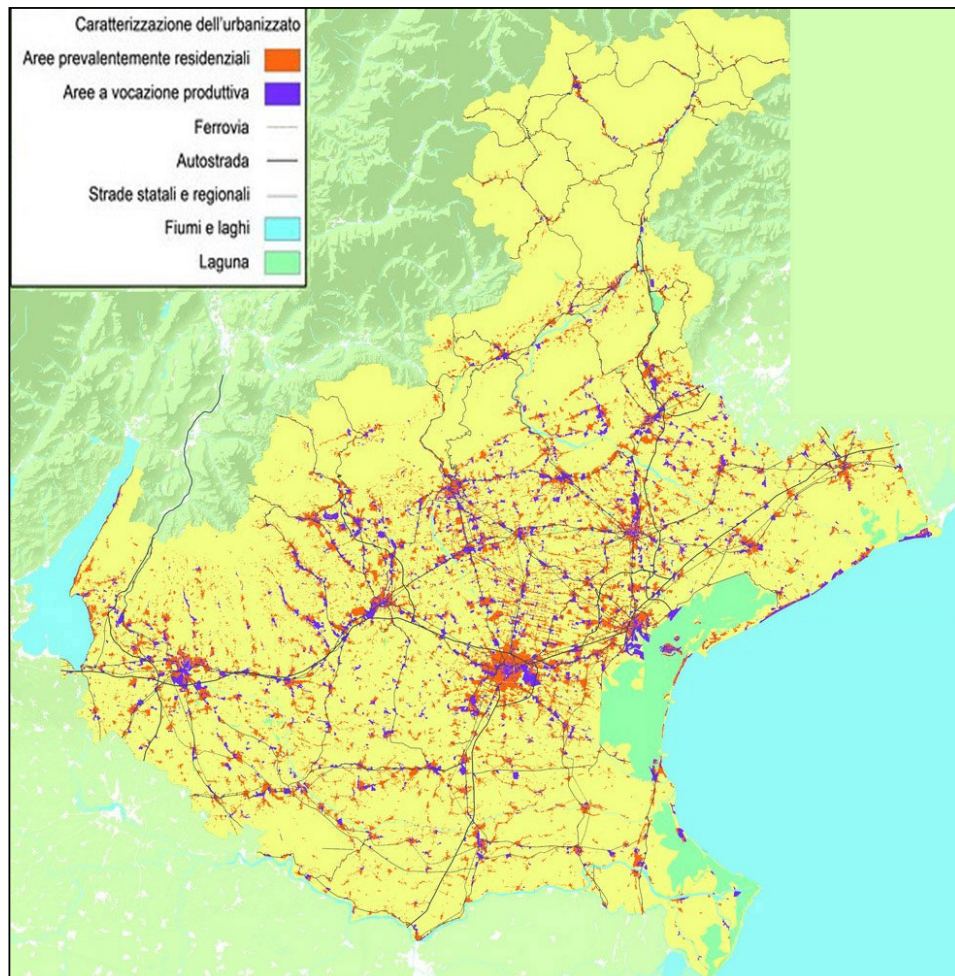 Caratterizzazione dell'urbanizzato
Aree prevalentemente residenziali
Aree a vocazione produttiva
Ferrovia
Autostrada
Strade statali e regionali
Fiumi e laghi
Laguna